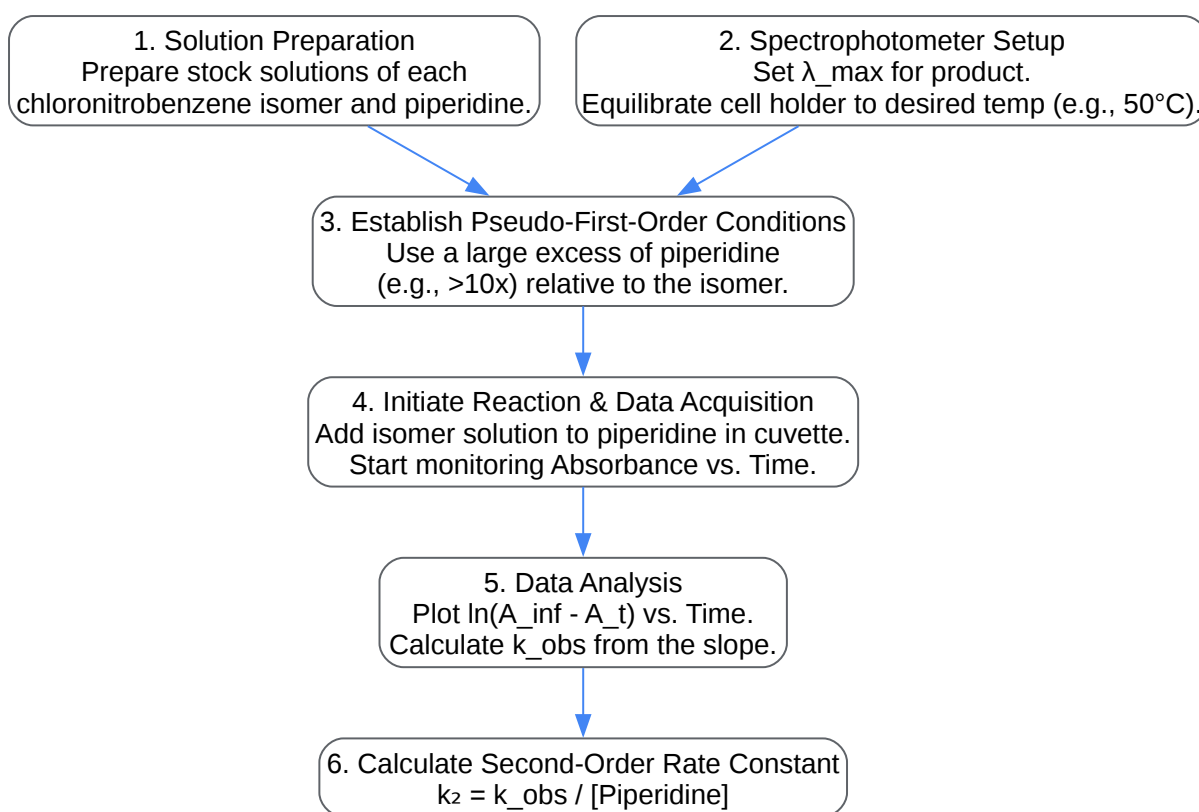 1. Solution Preparation
Prepare stock solutions of each
chloronitrobenzene isomer and piperidine.
2. Spectrophotometer Setup
Set λ_max for product.
Equilibrate cell holder to desired temp (e.g., 50°C).
3. Establish Pseudo-First-Order Conditions
Use a large excess of piperidine
(e.g., >10x) relative to the isomer.
4. Initiate Reaction & Data Acquisition
Add isomer solution to piperidine in cuvette.
Start monitoring Absorbance vs. Time.
5. Data Analysis
Plot ln(A_inf - A_t) vs. Time.
Calculate k_obs from the slope.
6. Calculate Second-Order Rate Constant
k₂ = k_obs / [Piperidine]